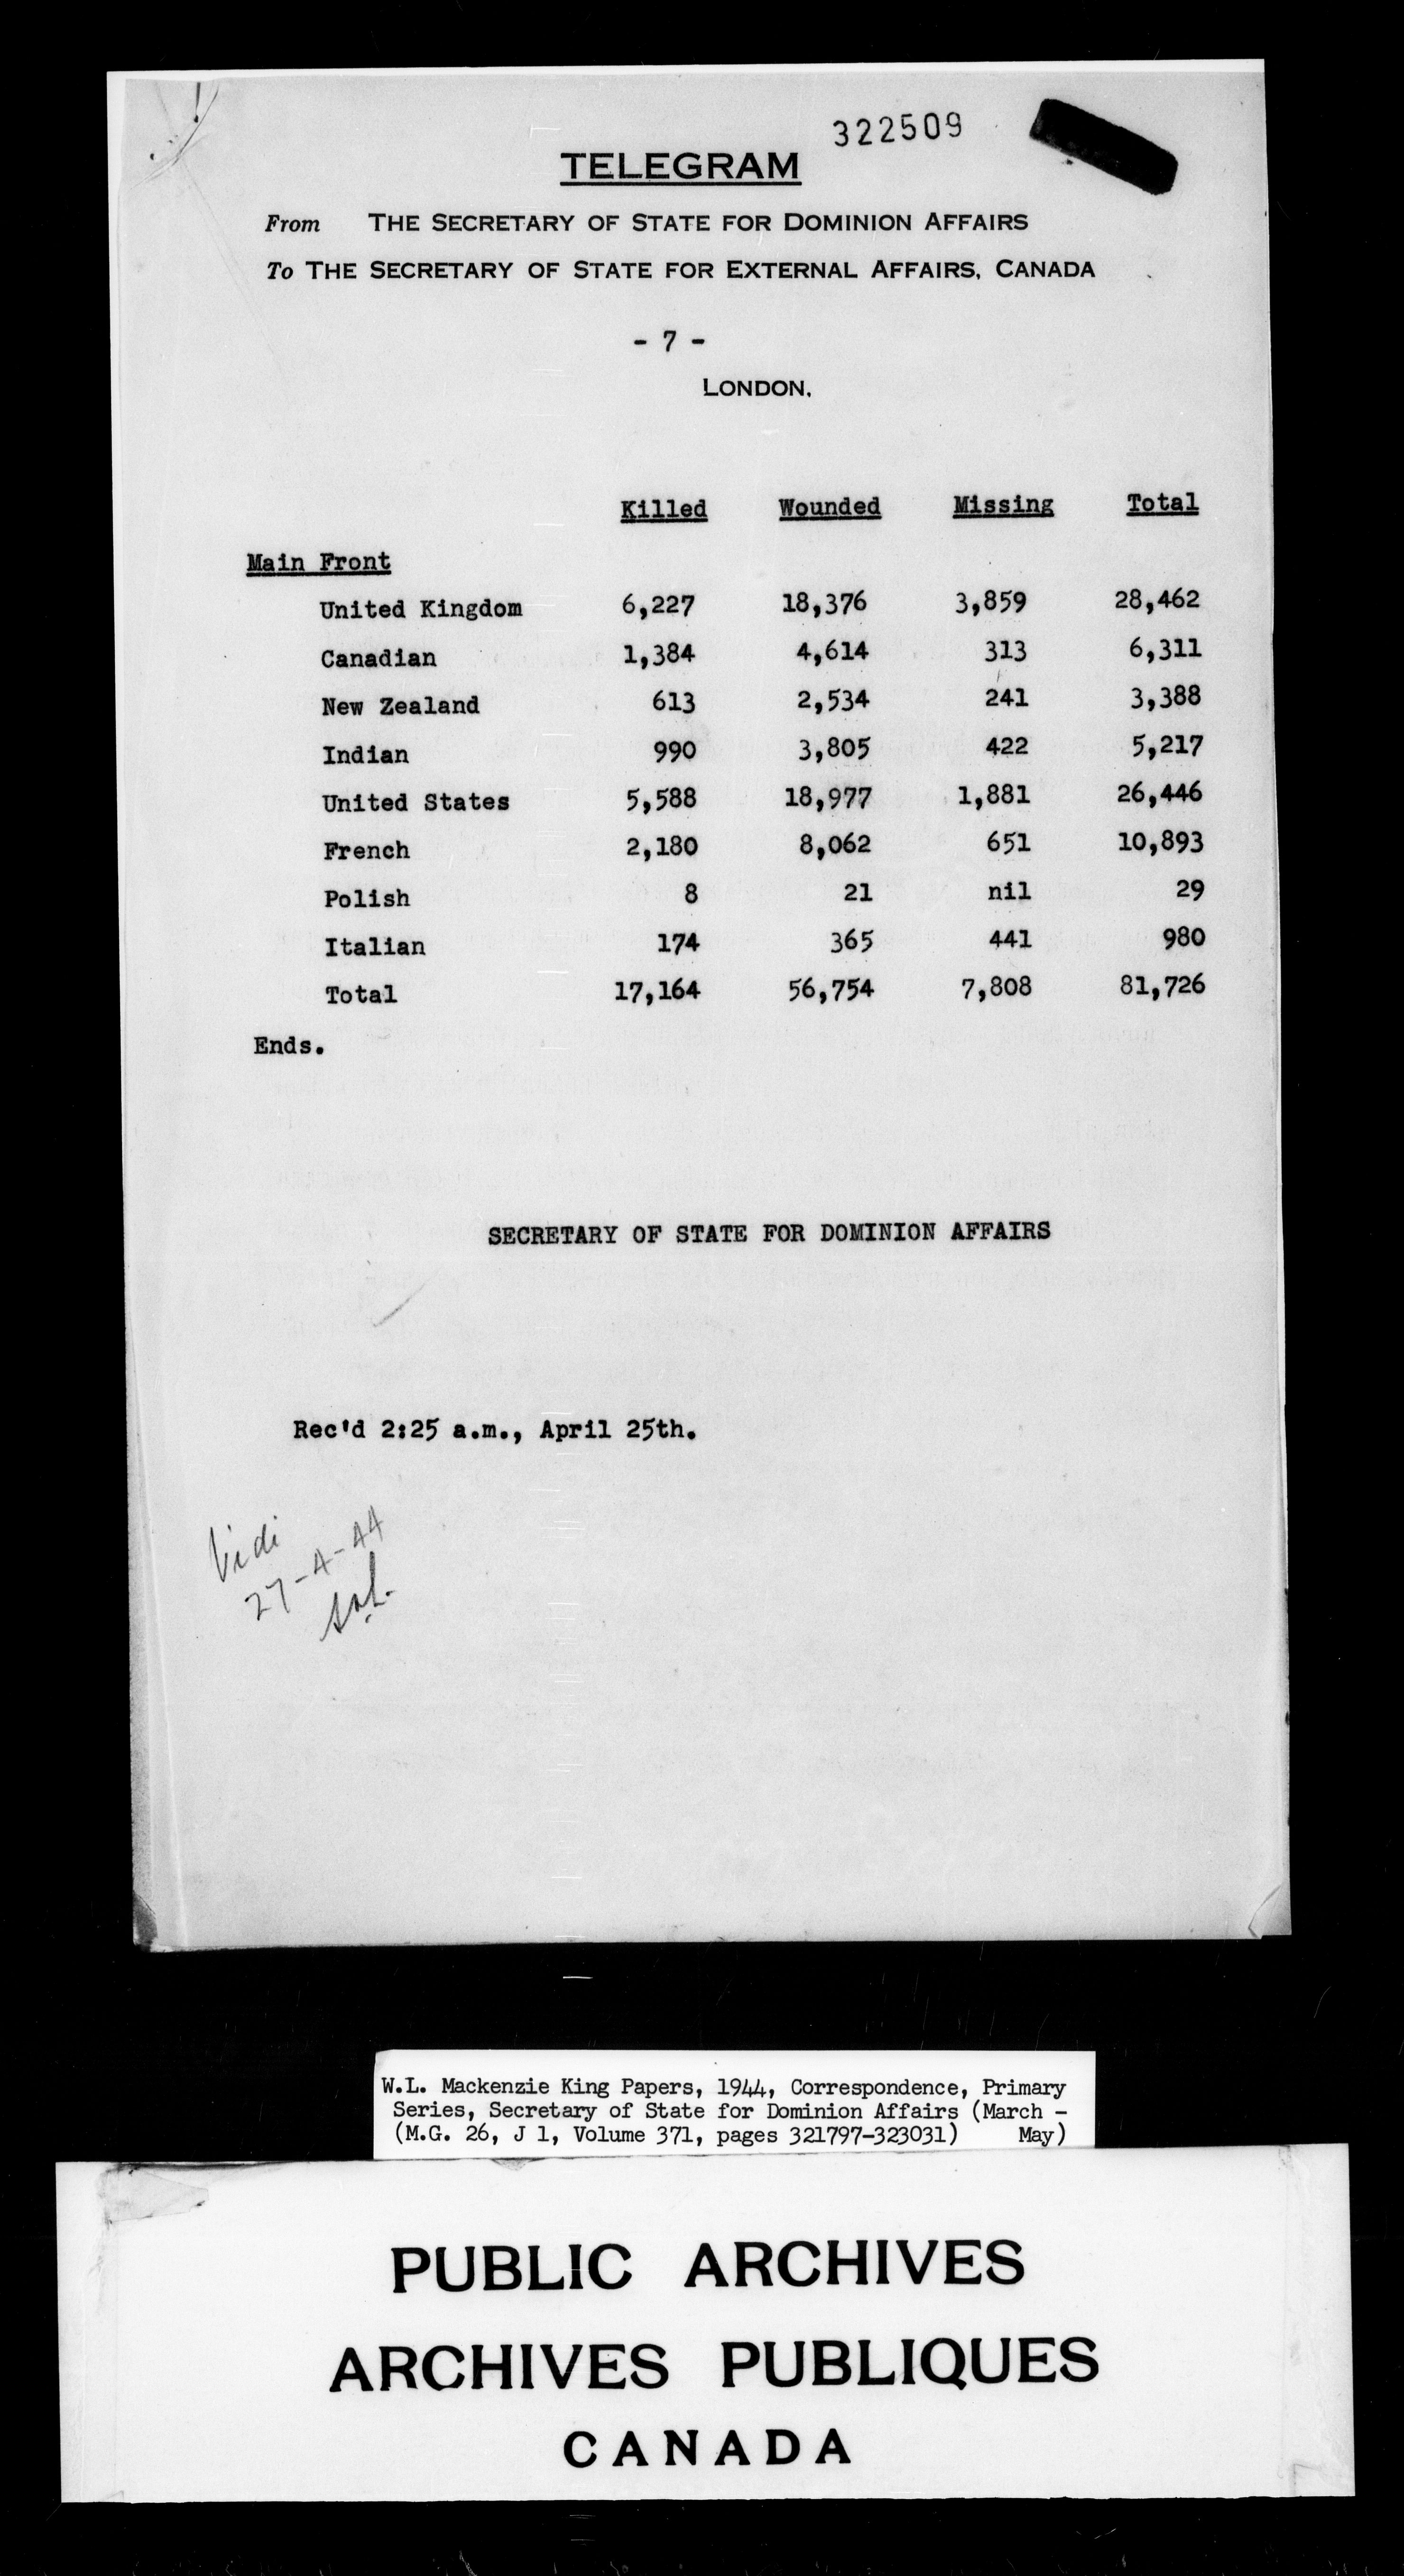 322509
TELEGRAM
From THE SECRETARY OF STATE FOR DOMINION AFFAIRS
To THE SECRETARY OF STATE FOR EXTERNAL AFFAIRS, CANADA
- 7 -
LONDON,
Killed Wounded Missing Total
Main Front
United Kingdom 6,227 18,376 3,859 28,462
Canadian 1,384 4,614 313 6,311
New Zealand 613 2,534 241 3,388
Indian 990 3,805 422 5,217
United States 5,588 18,977 1,881 26,446
French 2,180 8,062 651 10,893
Polish 8 21 nil 29
Italian 174 365 441 980
Total 17,164 56,754 7,808 81,726
Ends.
SECRETARY OF STATE FOR DOMINION AFFAIRS
Rec'd 2:25 a.m., April 25th.
Vidi
27-4-44
W.L. Mackenzie King Papers, 1944, Correspondence, Primary
Series, Secretary of State for Dominion Affairs (March -
(M.G. 26, J 1, Volume 371, pages 321797-323031) May)
PUBLIC ARCHIVES
ARCHIVES PUBLIQUES
CANADA